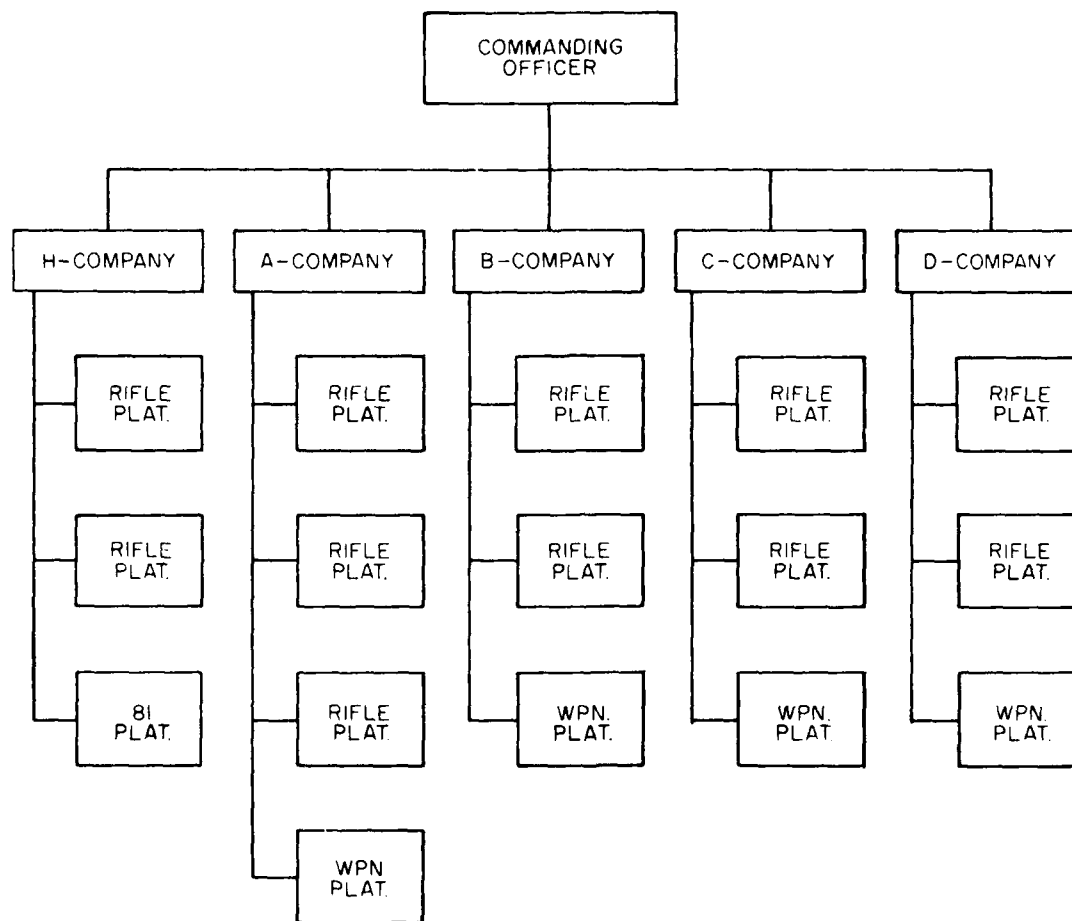 COMMANDING
OFFICER
H-COMPANY
A-COMPANY
B-COMPANY
C-COMPANY
D-COMPANY
RIFLE
PLAT.
RIFLE
PLAT.
RIFLE
PLAT.
RIFLE
PLAT.
RIFLE
PLAT.
RIFLE
PLAT.
RIFLE
PLAT.
RIFLE
PLAT.
RIFLE
PLAT.
RIFLE
PLAT.
81
PLAT.
RIFLE
PLAT.
WPN.
PLAT.
WPN.
PLAT.
WPN.
PLAT.
WPN
PLAT.